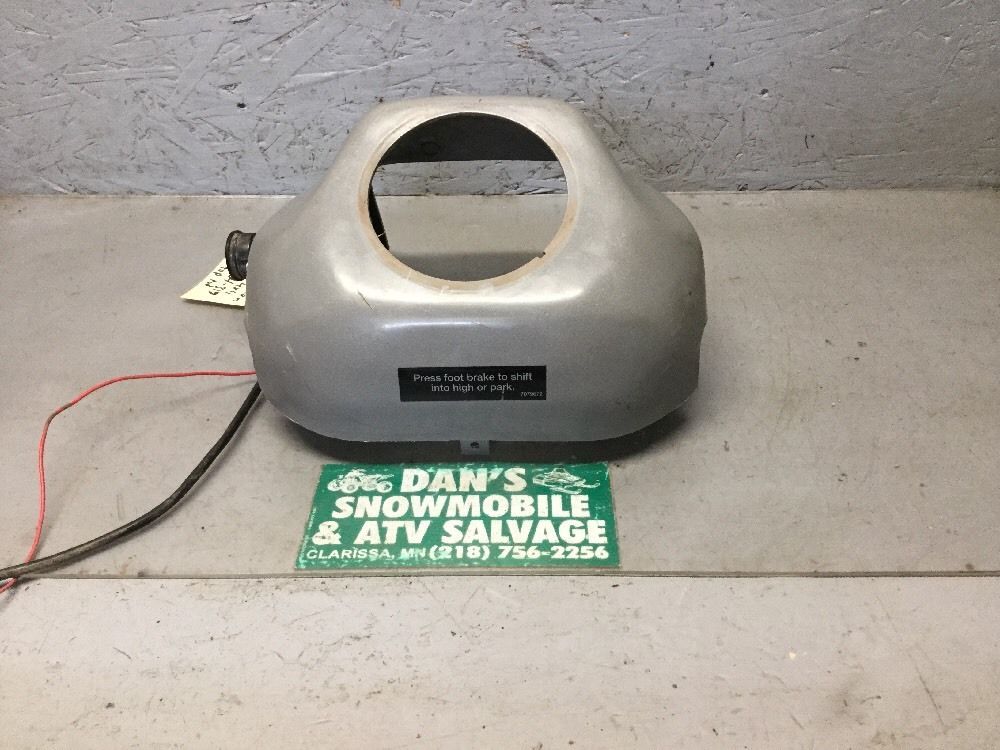 Press foot brake to shift
into high or park.
DAN'S
SNOWMOBILE
& ATV SALVAGE
CLARISSA, MN (218) 756-2256